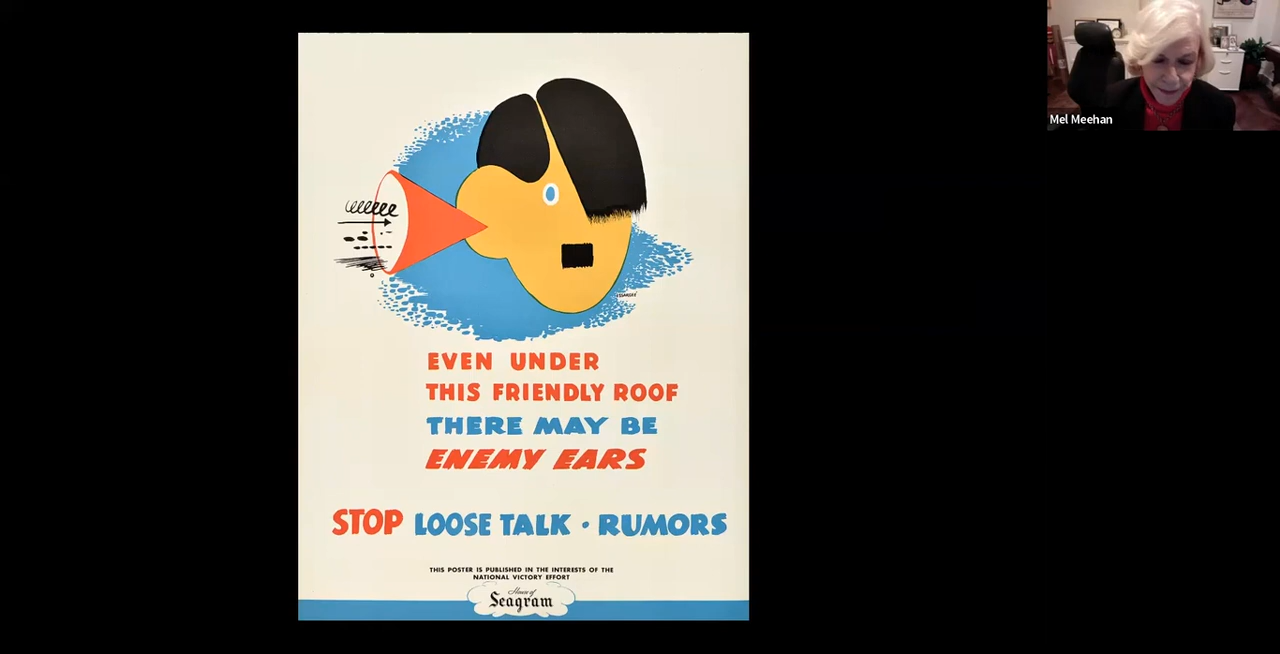 EVEN UNDER
THIS FRIENDLY ROOF
THERE MAY BE
ENEMY EARS
STOP LOOSE TALK • RUMORS
THIS POSTER IS PUBLISHED IN THE INTERESTS OF THE
NATIONAL VICTORY EFFORT
House of
Seagram
Mel Meehan